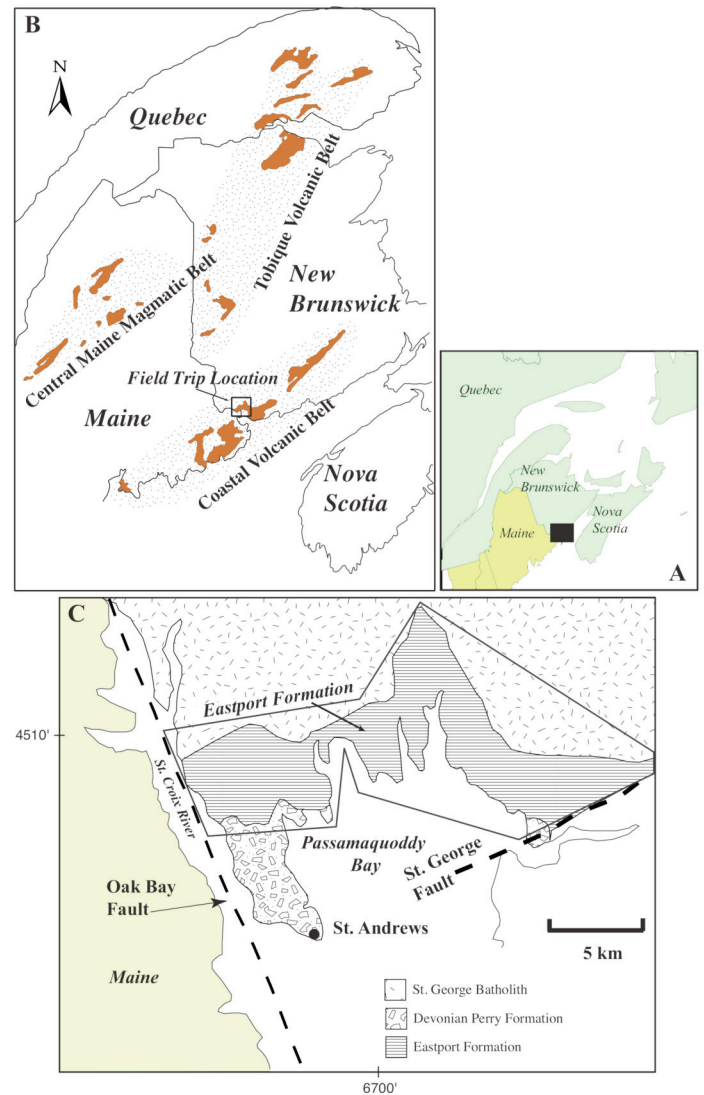 B
N
Quebec
Tobique Volcanic Belt
New
Brunswick
Central Maine Magmatic Belt
Field Trip Location
Maine
Coastal Volcanic Belt
Nova
Scotia
Quebec
New
Brunswick
Nova
Scotia
Maine
A
C
Eastport Formation
4510'
St. Croix River
Passamaquoddy
Bay
St. George
Fault
Oak Bay
Fault
St. Andrews
5 km
Maine
St. George Batholith
Devonian Perry Formation
Eastport Formation
6700'